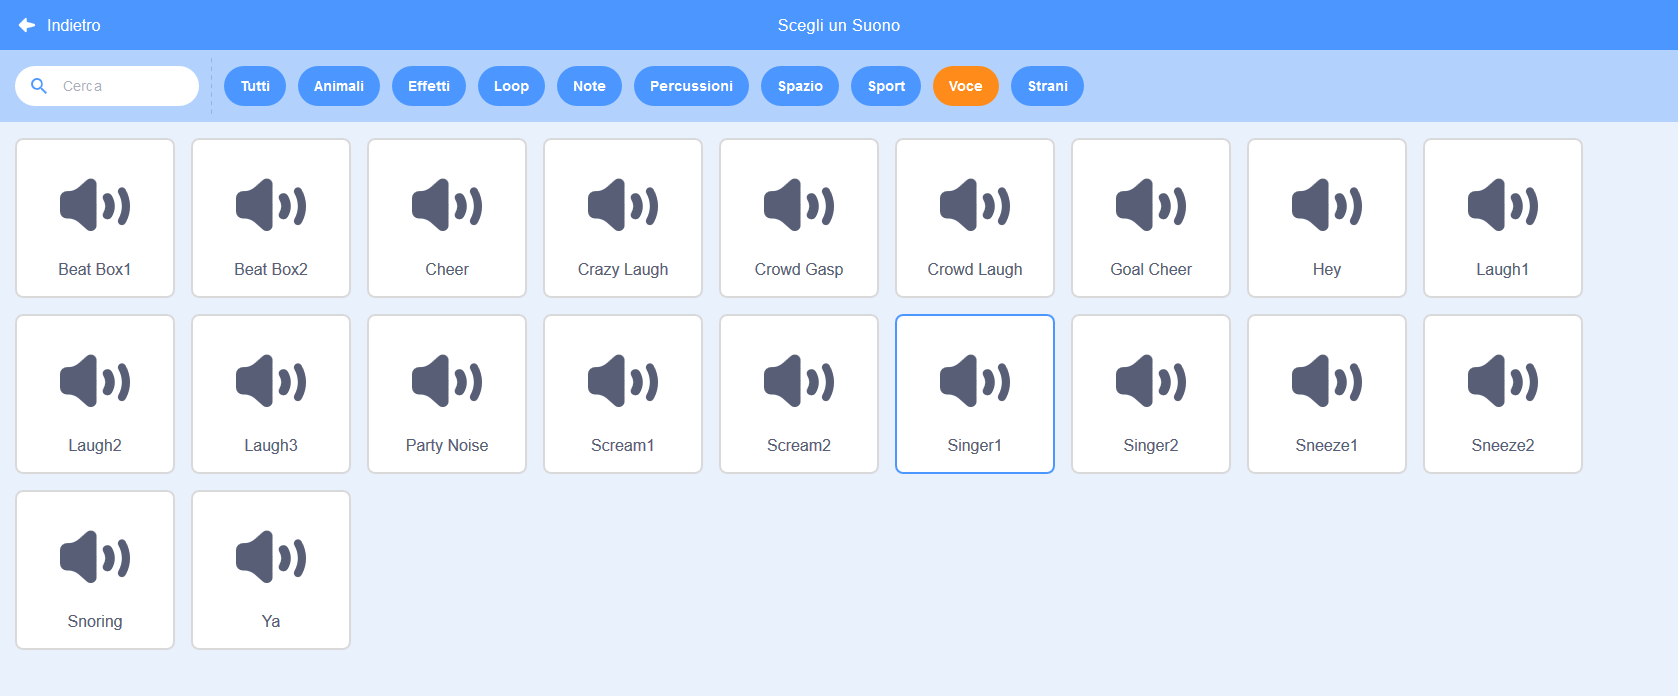 Indietro
Scegli un Suono
Cerca
Tutti
Animali
Effetti
Loop
Note
Percussioni
Spazio
Sport
Voce
Strani
Beat Box1
Beat Box2
Cheer
Crazy Laugh
Crowd Gasp
Crowd Laugh
Goal Cheer
Hey
Laugh1
Laugh2
Laugh3
Party Noise
Scream1
Scream2
Singer1
Singer2
Sneeze1
Sneeze2
Snoring
Ya